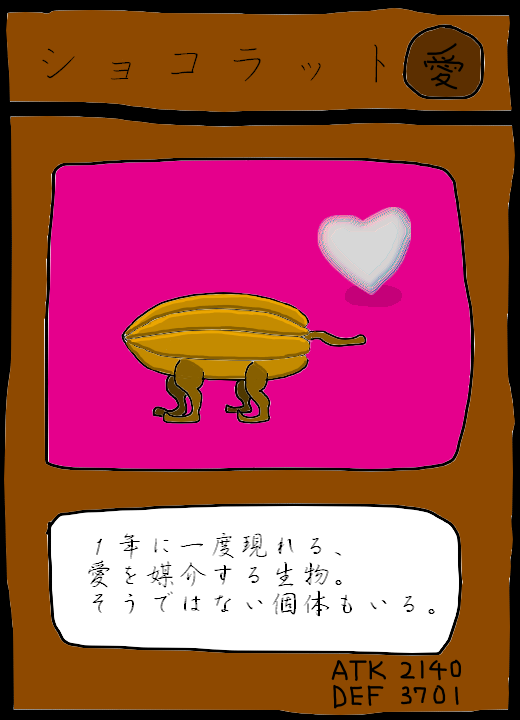 ショコラット 愛
1年に一度現れる、
愛を媒介する生物。
そうではない個体もいる。
ATK 2140
DEF 3701